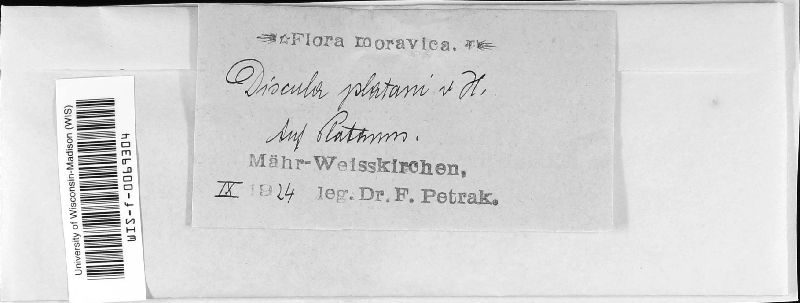 Flora moravica.
Discula platani v H.
Auf Platanus.
Mähr-Weisskirchen,
IX 1924 leg. Dr. F. Petrak.
University of Wisconsin-Madison (WIS)
WIS-f-0069304